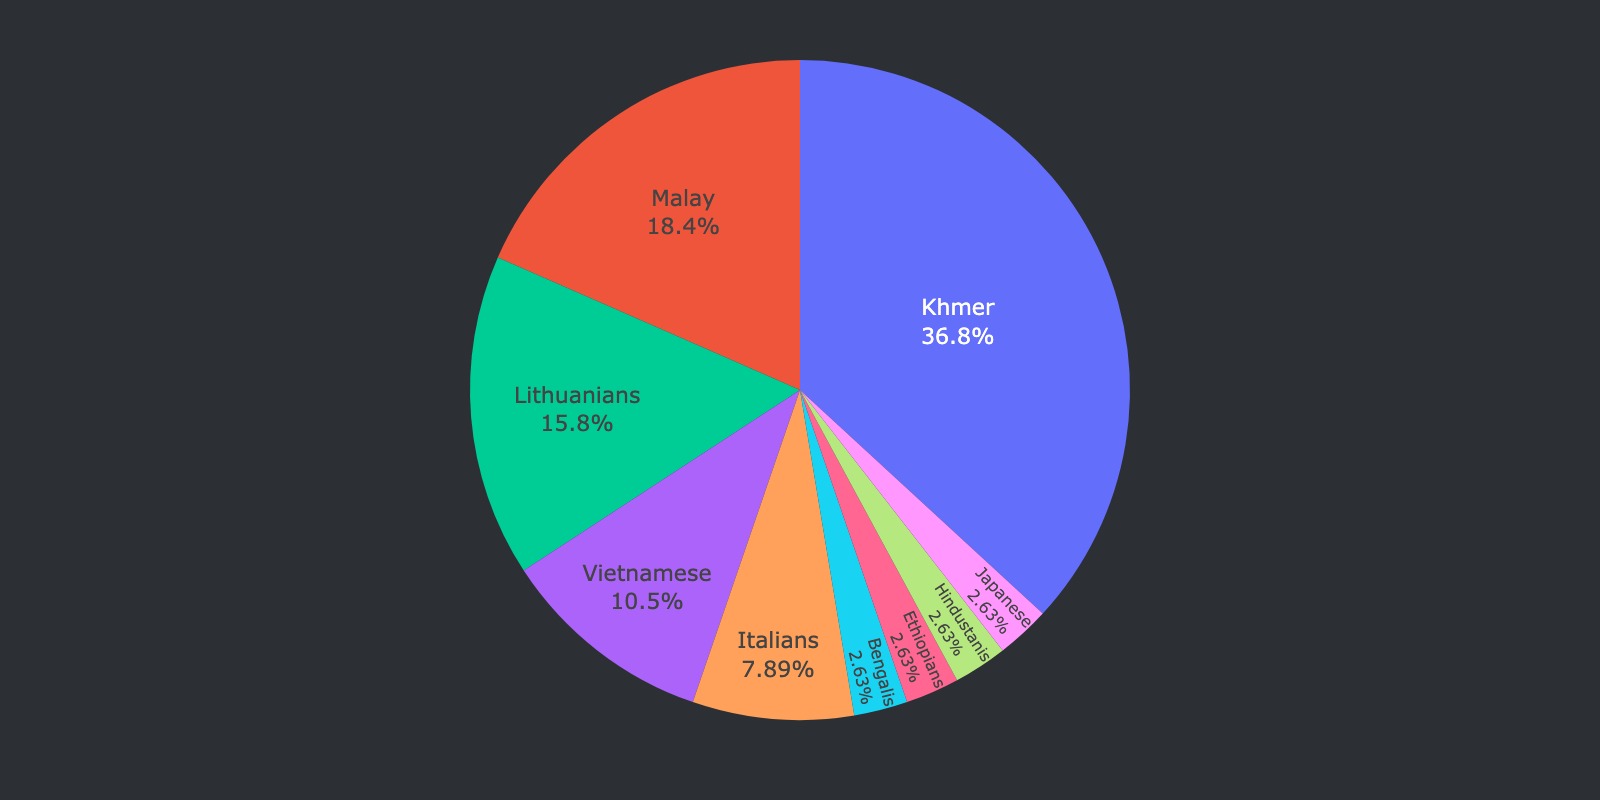 Khmer
36.8%
Malay
18.4%
Lithuanians
15.8%
Vietnamese
10.5%
Italians
7.89%
Bengalis
2.63%
Ethiopians
2.63%
Hindustanis
2.63%
Japanese
2.63%